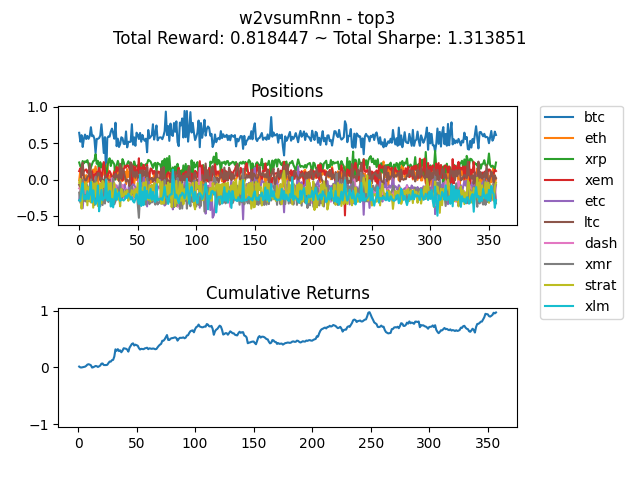 w2vsumRnn - top3
Total Reward: 0.818447 ~ Total Sharpe: 1.313851
Positions
1.0
0.5
0.0
−0.5
0 50 100 150 200 250 300 350
btc
eth
xrp
xem
etc
ltc
dash
xmr
strat
xlm
Cumulative Returns
1
0
−1
0 50 100 150 200 250 300 350